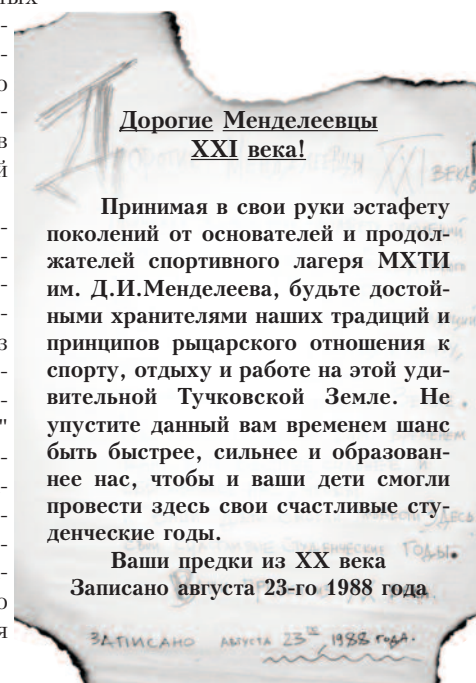 Дорогие Менделеевцы
XXI века!
Принимая в свои руки эстафету
поколений от основателей и продол-
жателей спортивного лагеря МХТИ
им. Д.И.Менделеева, будьте достой-
ными хранителями наших традиций и
принципов рыцарского отношения к
спорту, отдыху и работе на этой уди-
вительной Тучковской Земле. Не
упустите данный вам временем шанс
быть быстрее, сильнее и образован-
нее нас, чтобы и ваши дети смогли
провести здесь свои счастливые сту-
денческие годы.
Ваши предки из XX века
Записано августа 23-го 1988 года
ЗАПИСАНО АВГУСТА 23го 1988 года.